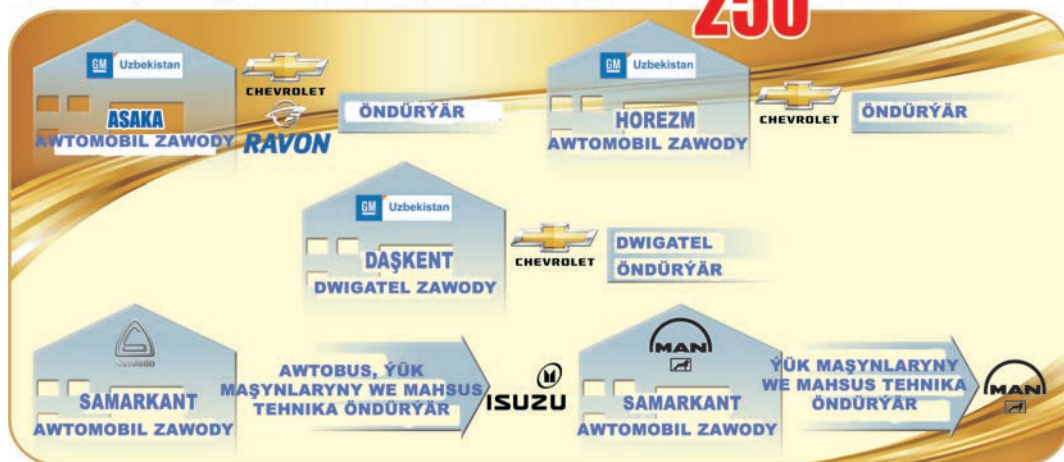 250
GM Uzbekistan
ASAKA
AWTOMOBIL ZAWODY
CHEVROLET
RAVON
ÖNDÜRÝÄR
GM Uzbekistan
HOREZM
AWTOMOBIL ZAWODY
CHEVROLET
ÖNDÜRÝÄR
GM Uzbekistan
DAŞKENT
DWIGATEL ZAWODY
CHEVROLET
DWIGATEL
ÖNDÜRÝÄR
SAMARKANT
AWTOMOBIL ZAWODY
AWTOBUS, ÝÜK
MAŞYNLARYNY WE MAHSUS
TEHNIKA ÖNDÜRÝÄR
ISUZU
MAN
SAMARKANT
AWTOMOBIL ZAWODY
ÝÜK MAŞYNLARYNY
WE MAHSUS TEHNIKA
ÖNDÜRÝÄR
MAN